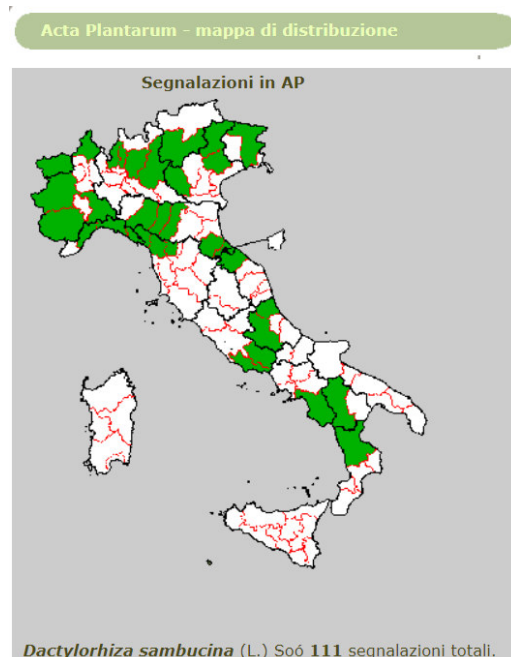 Acta Plantarum - mappa di distribuzione
Segnalazioni in AP
Dactylorhiza sambucina (L.) Soó 111 segnalazioni totali.